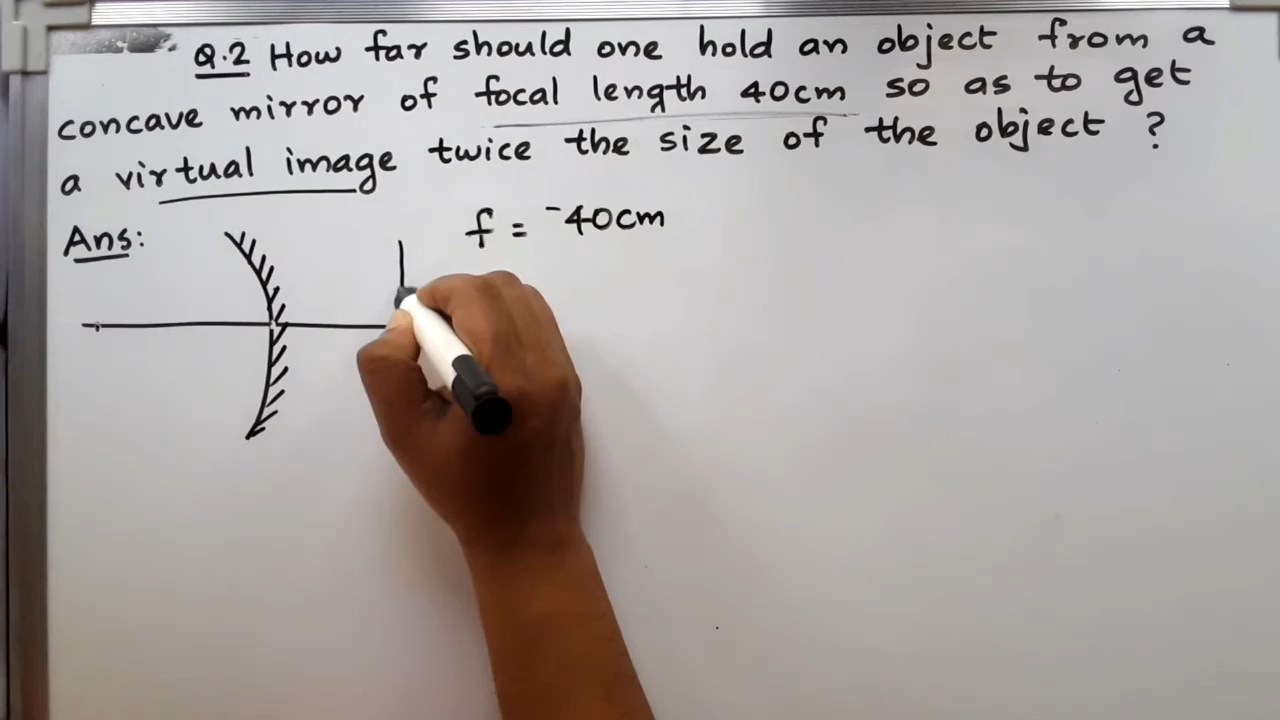 Q.2 How far should one hold an object from a
concave mirror of focal length 40cm so as to get
a virtual image twice the size of the object ?
Ans:
f = -40cm